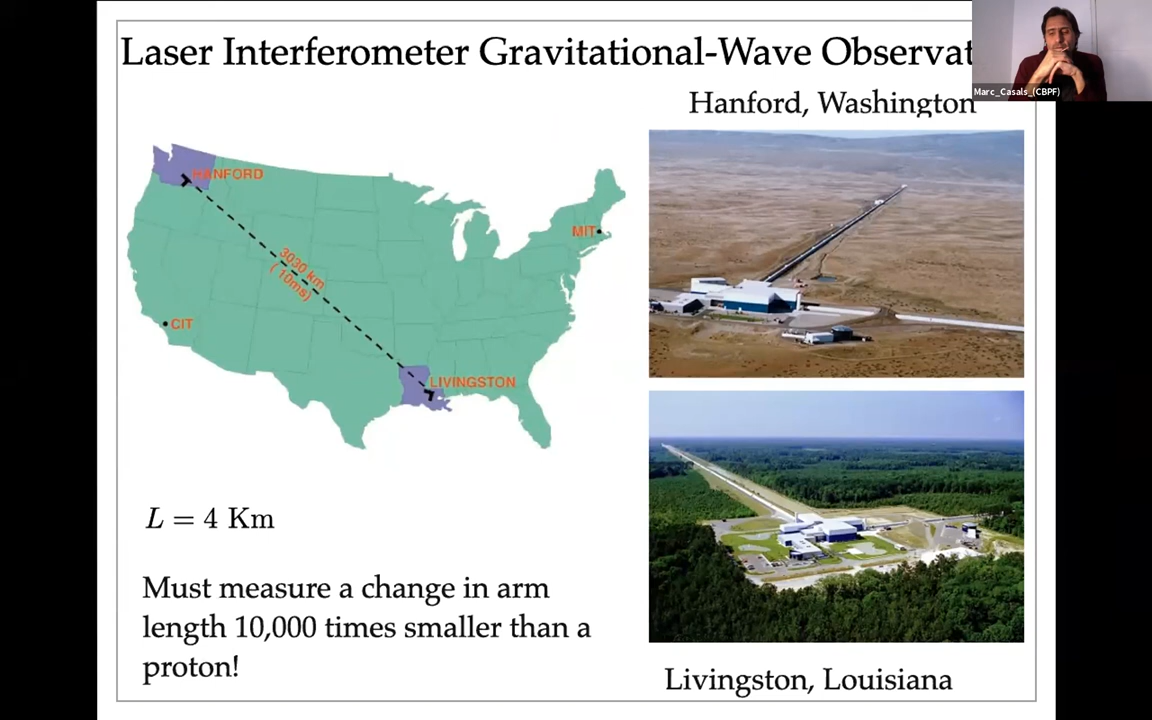 Laser Interferometer Gravitational-Wave Observat
Marc_Casals_(CBPF)
Hanford, Washington
HANFORD
MIT
3030 km
( 10ms)
CIT
LIVINGSTON
L = 4 Km
Must measure a change in arm
length 10,000 times smaller than a
proton!
Livingston, Louisiana